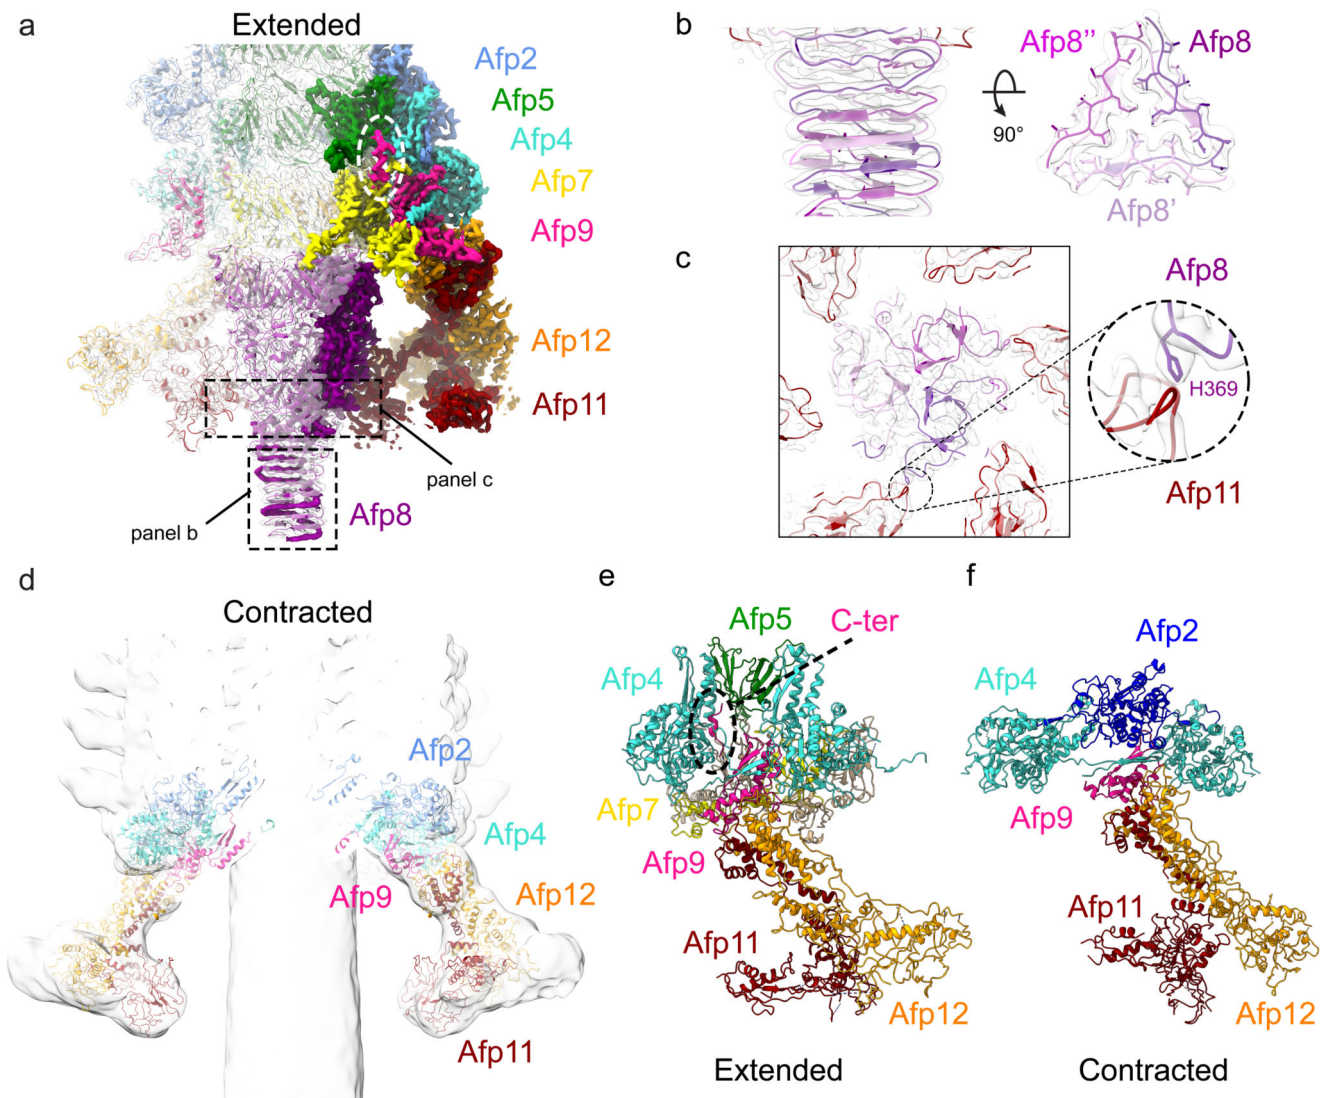 a
Extended
Afp2
Afp5
Afp4
Afp7
Afp9
Afp12
Afp11
panel c
Afp8
panel b
b
Afp8’’
Afp8
90°
Afp8’
c
Afp8
H369
Afp11
d
Contracted
Afp2
Afp4
Afp9
Afp12
Afp11
e
Afp5
C-ter
Afp4
Afp7
Afp9
Afp11
Afp12
Extended
f
Afp2
Afp4
Afp9
Afp11
Afp12
Contracted